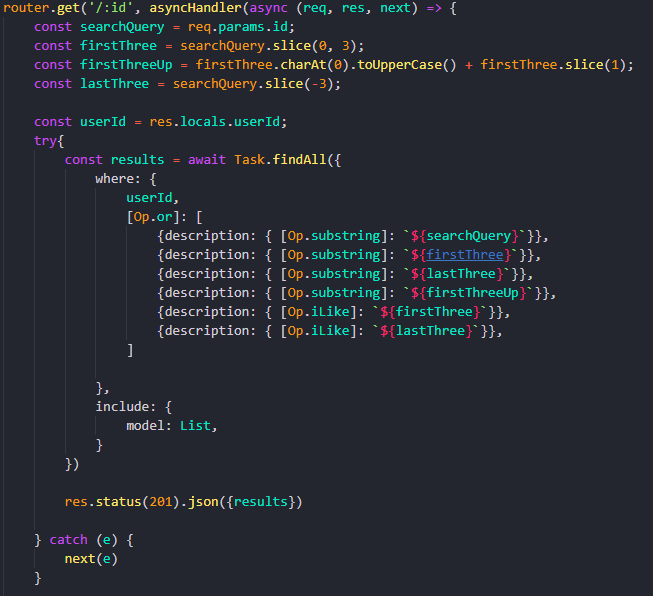 router.get('/:id', asyncHandler(async (req, res, next) => {
    const searchQuery = req.params.id;
    const firstThree = searchQuery.slice(0, 3);
    const firstThreeUp = firstThree.charAt(0).toUpperCase() + firstThree.slice(1);
    const lastThree = searchQuery.slice(-3);

    const userId = res.locals.userId;
    try{
        const results = await Task.findAll({
            where: {
                userId,
                [Op.or]: [
                    {description: { [Op.substring]: `${searchQuery}`}},
                    {description: { [Op.substring]: `${firstThree}`}},
                    {description: { [Op.substring]: `${lastThree}`}},
                    {description: { [Op.substring]: `${firstThreeUp}`}},
                    {description: { [Op.iLike]: `${firstThree}`}},
                    {description: { [Op.iLike]: `${lastThree}`}},
                ]

            },
            include: {
                model: List,
            }
        })

        res.status(201).json({results})

    } catch (e) {
        next(e)
    }